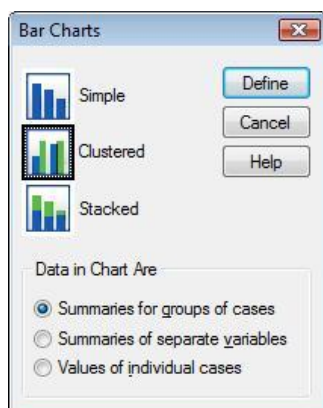 Bar Charts
Simple
Define
Cancel
Clustered
Help
Stacked
Data in Chart Are
Summaries for groups of cases
Summaries of separate variables
Values of individual cases